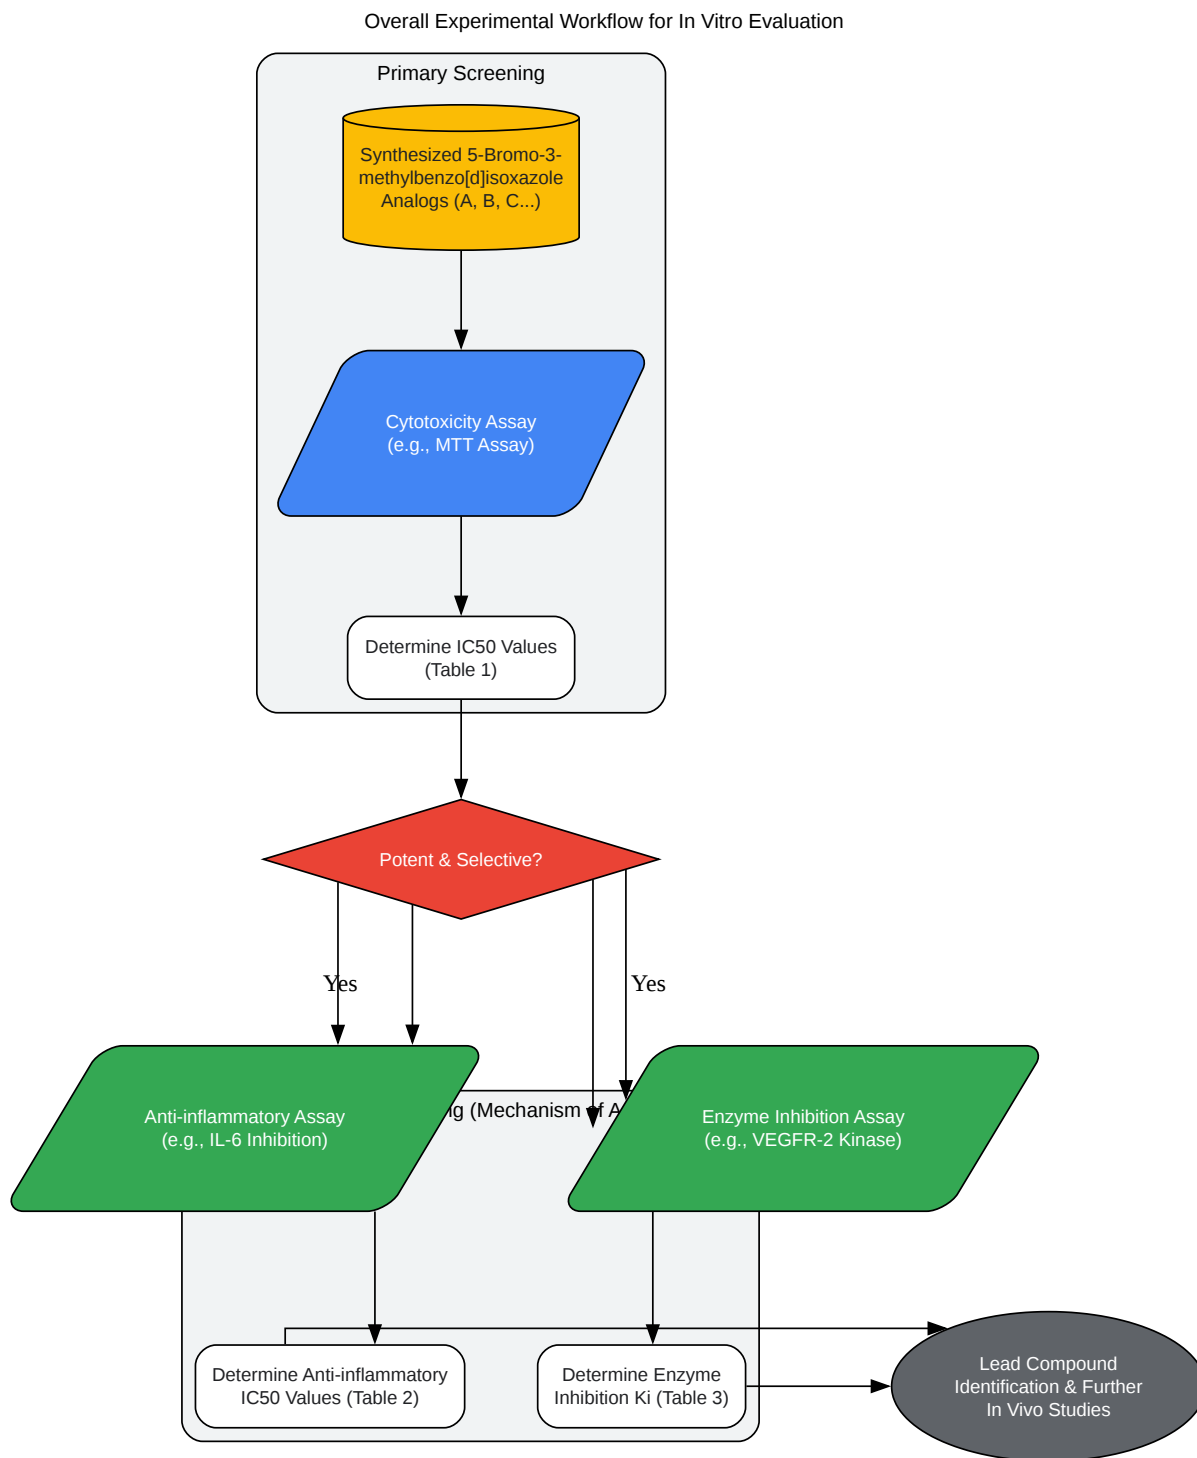 Overall Experimental Workflow for In Vitro Evaluation
Primary Screening
Synthesized 5-Bromo-3-
methylbenzo[d]isoxazole
Analogs (A, B, C...)
Cytotoxicity Assay
(e.g., MTT Assay)
Determine IC50 Values
(Table 1)
Potent & Selective?
Yes
Yes
(Mechanism of
Anti-inflammatory Assay
(e.g., IL-6 Inhibition)
Enzyme Inhibition Assay
(e.g., VEGFR-2 Kinase)
Determine Anti-inflammatory
IC50 Values (Table 2)
Determine Enzyme
Inhibition Ki (Table 3)
Lead Compound
Identification & Further
In Vivo Studies